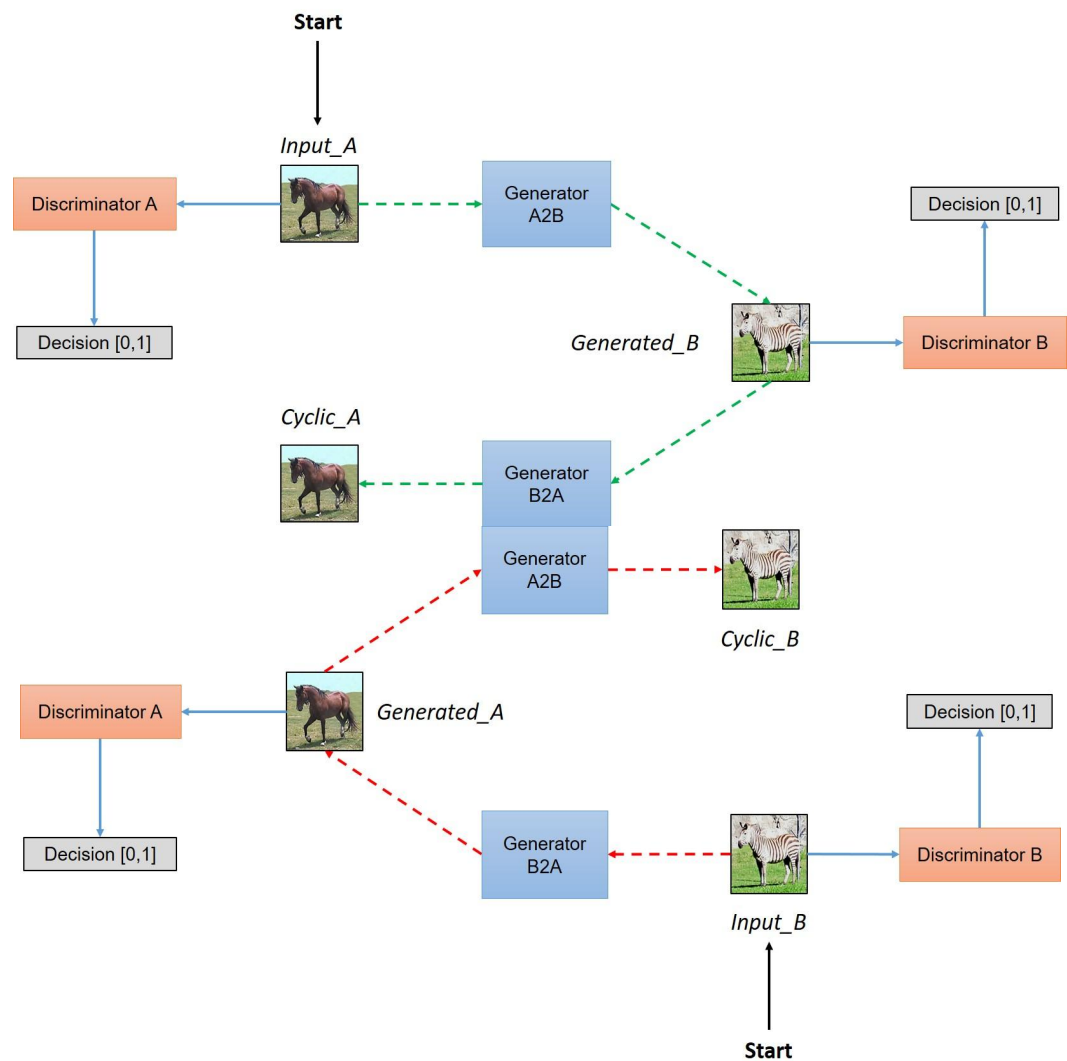 Start
Input_A
Discriminator A
Generator
A2B
Decision [0,1]
Decision [0,1]
Generated_B
Discriminator B
Cyclic_A
Generator
B2A
Generator
A2B
Cyclic_B
Discriminator A
Generated_A
Decision [0,1]
Decision [0,1]
Generator
B2A
Discriminator B
Input_B
Start